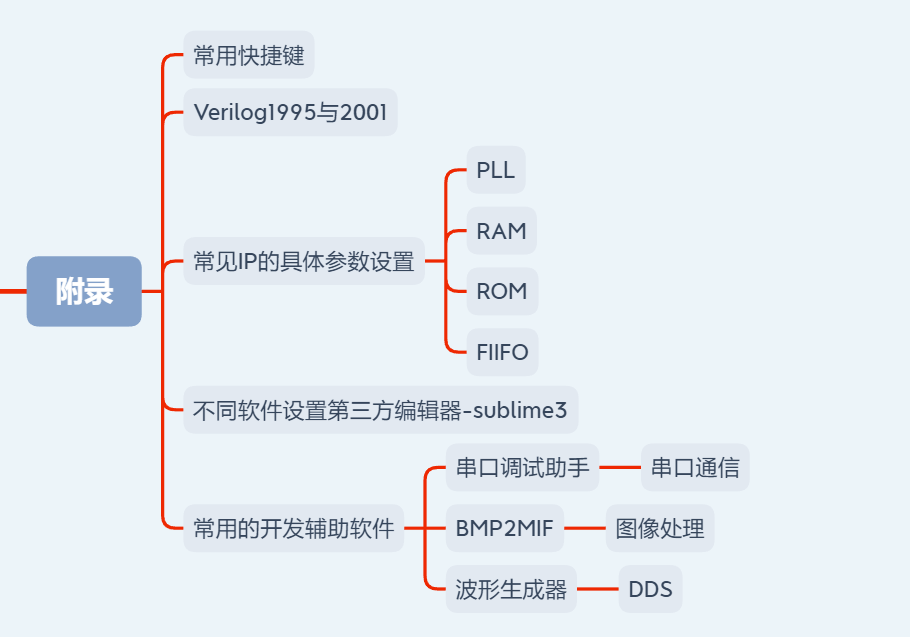 附录
常用快捷键
Verilog1995与2001
常见IP的具体参数设置
PLL
RAM
ROM
FIIFO
不同软件设置第三方编辑器-sublime3
常用的开发辅助软件
串口调试助手
串口通信
BMP2MIF
图像处理
波形生成器
DDS